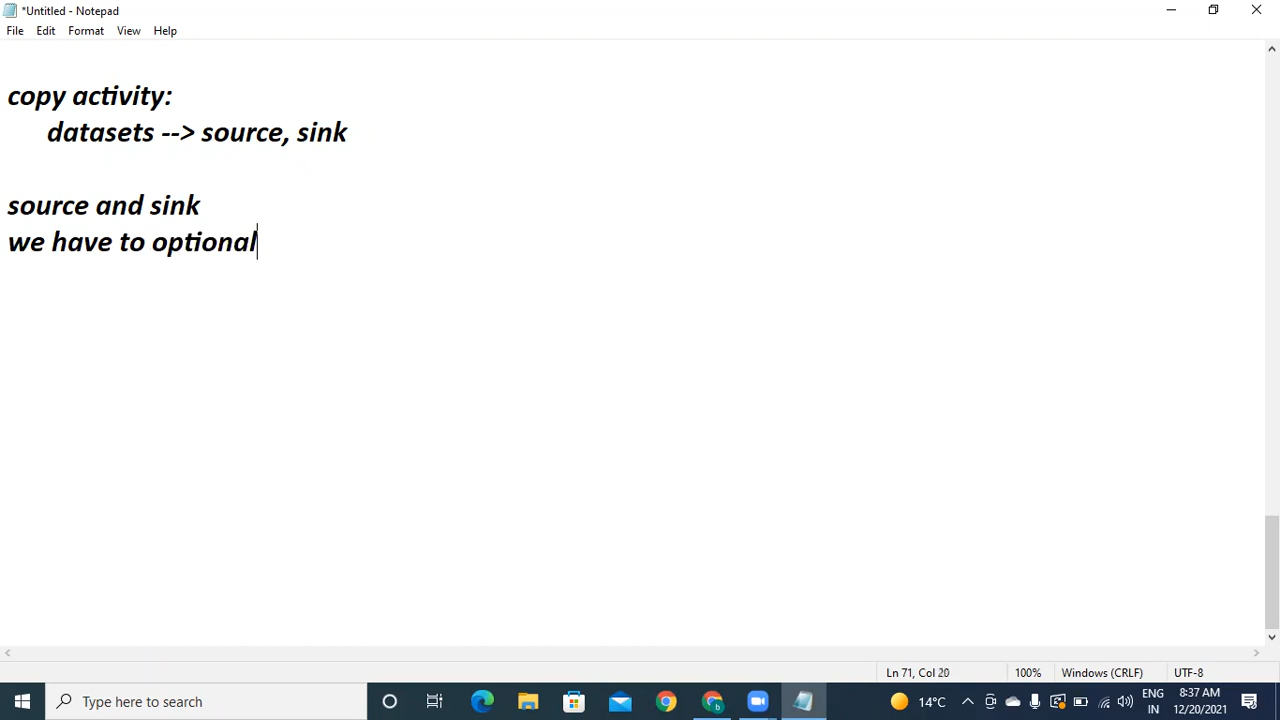 *Untitled - Notepad
File Edit Format View Help
copy activity:
datasets --> source, sink
source and sink
we have to optional
Ln 71, Col 20 100% Windows (CRLF) UTF-8
Type here to search
b
14°C
ENG
IN
8:37 AM
12/20/2021